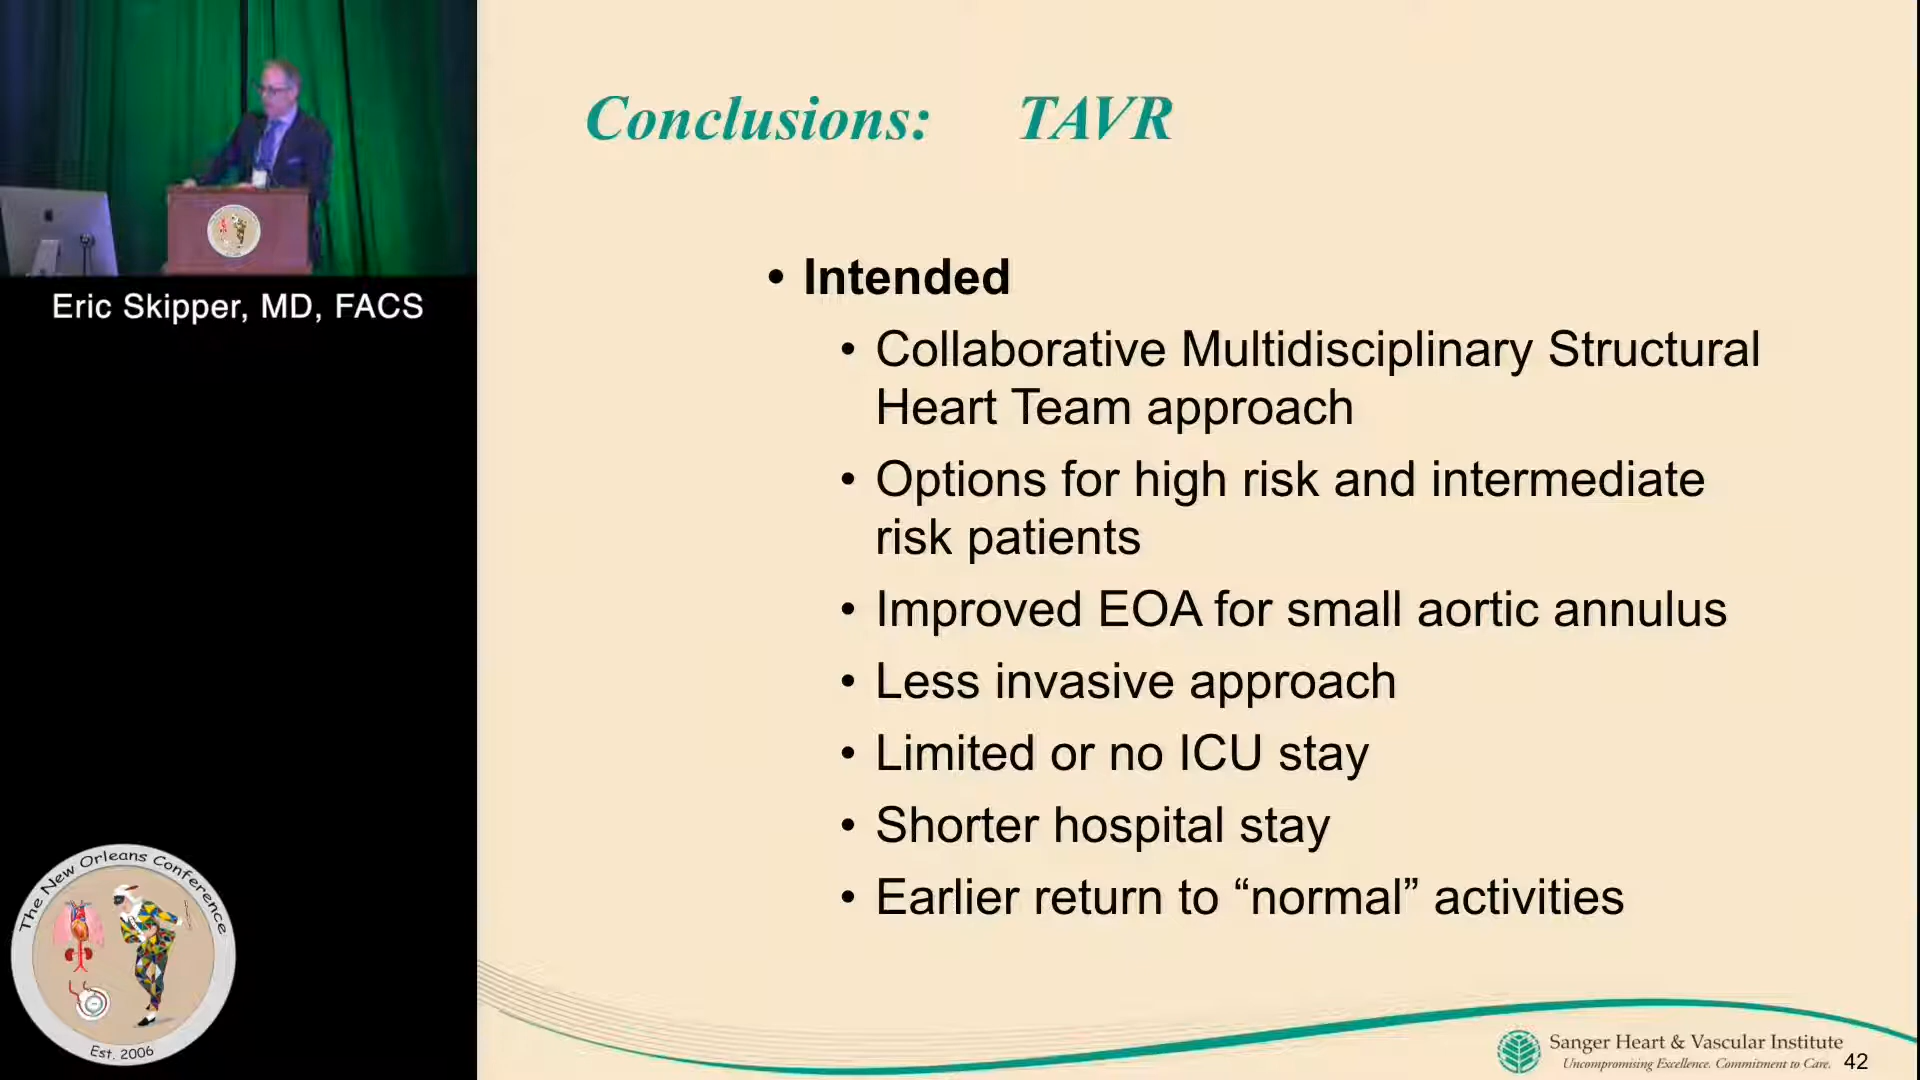 Eric Skipper, MD, FACS
The New Orleans Conference
Est. 2006
Conclusions: TAVR
• Intended
• Collaborative Multidisciplinary Structural
Heart Team approach
• Options for high risk and intermediate
risk patients
• Improved EOA for small aortic annulus
• Less invasive approach
• Limited or no ICU stay
• Shorter hospital stay
• Earlier return to “normal” activities
Sanger Heart & Vascular Institute
Uncompromising Excellence. Commitment to Care.
42